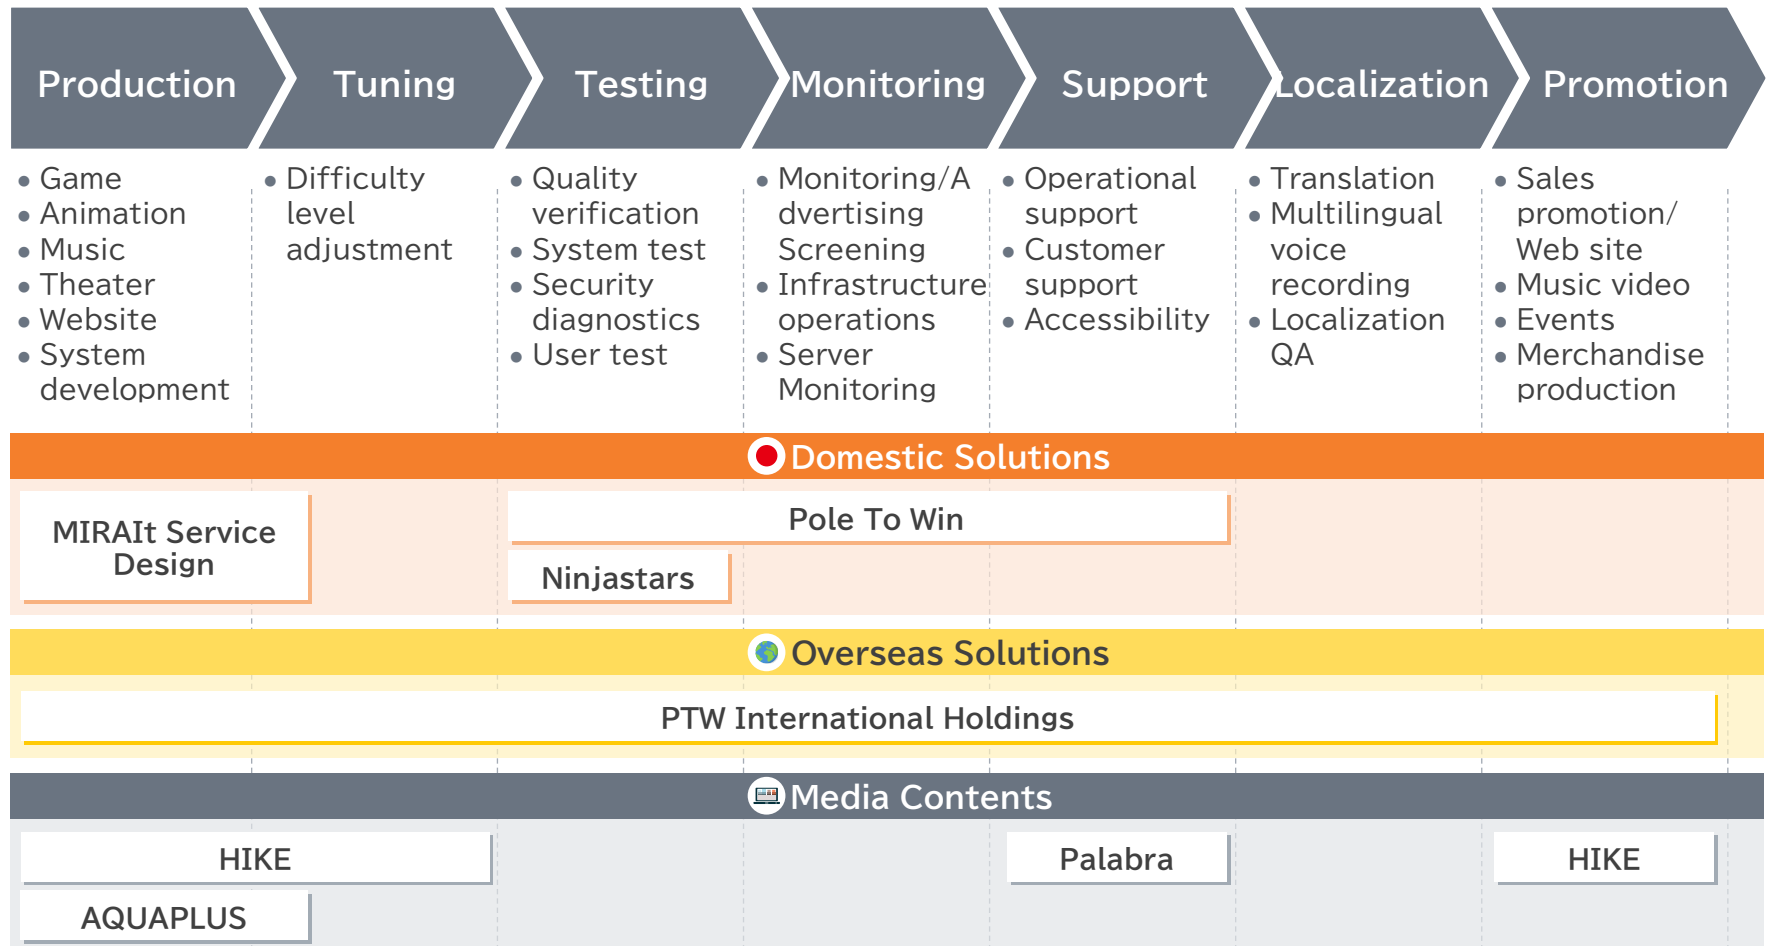 Production
Tuning
Testing
Monitoring
Support
Localization
Promotion
Game
Animation
Music
Theater
Website
System
development
Difficulty
level
adjustment
Quality
verification
System test
Security
diagnostics
User test
Monitoring/A
dvertising
Screening
Infrastructure
operations
Server
Monitoring
Operational
support
Customer
support
Accessibility
Translation
Multilingual
voice
recording
Localization
QA
Sales
promotion/
Web site
Music video
Events
Merchandise
production
Domestic Solutions
MIRAIt Service
Design
Pole To Win
Ninjastars
Overseas Solutions
PTW International Holdings
Media Contents
HIKE
Palabra
HIKE
AQUAPLUS